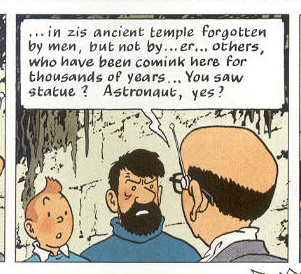 ...in zis ancient temple forgotten
by men, but not by...er... others,
who have been comink here for
thousands of years... You saw
statue? Astronaut, yes?